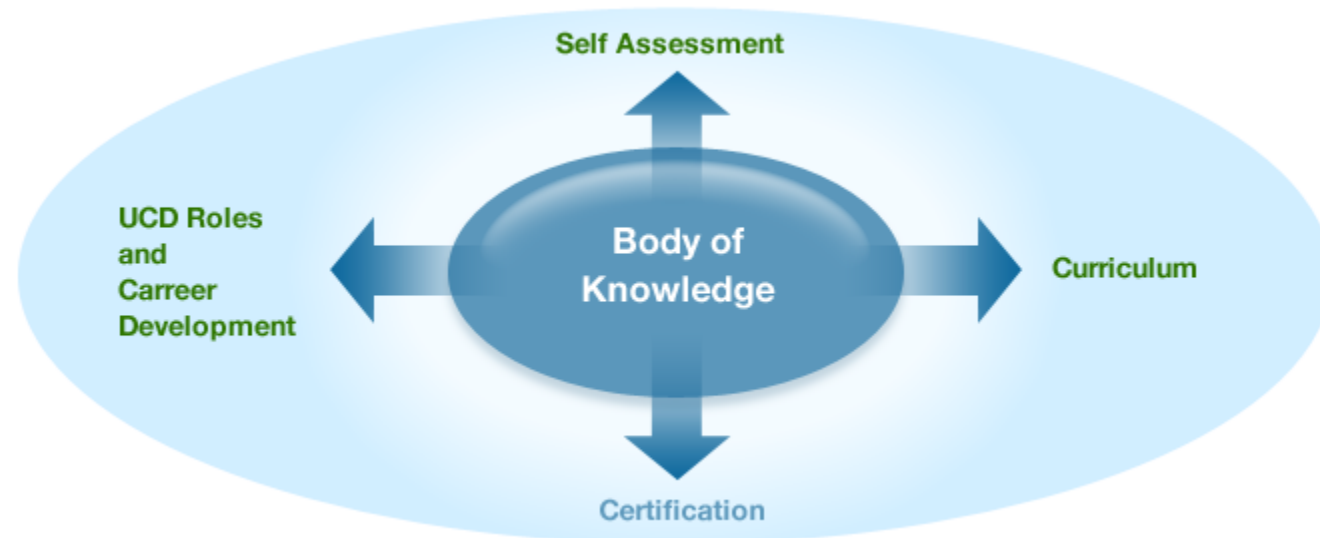 Self Assessment
UCD Roles
and
Carreer
Development
Body of
Knowledge
Curriculum
Certification